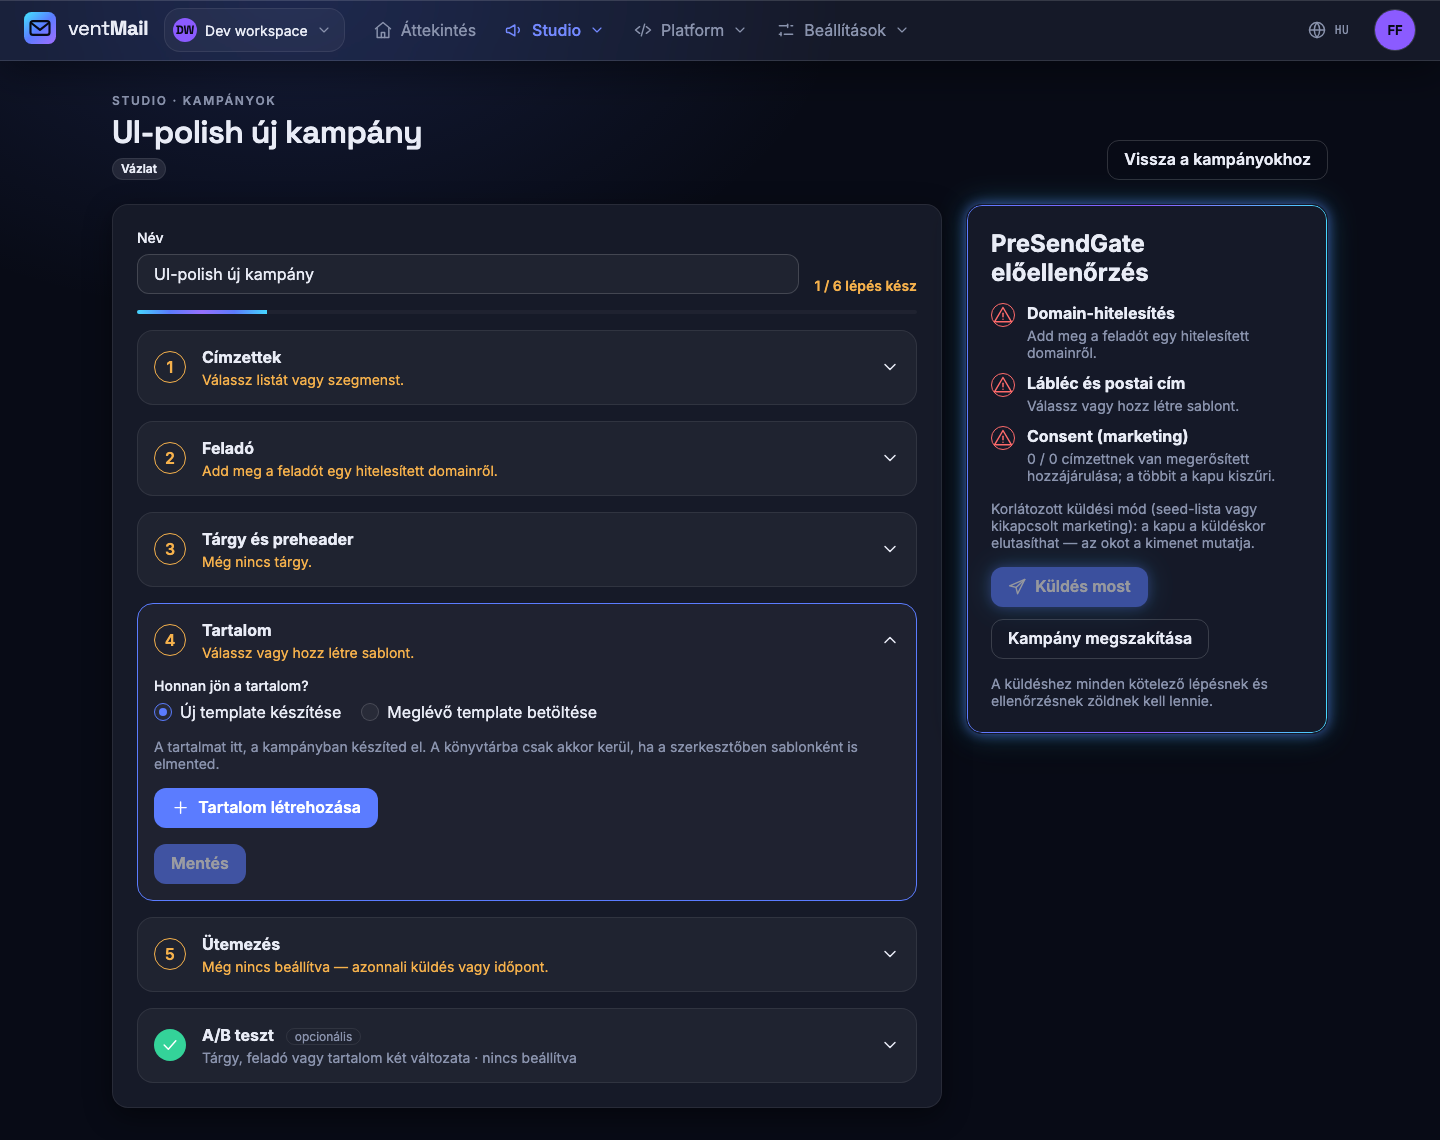 ventMail
DW Dev workspace
Áttekintés
Studio
Platform
Beállítások
HU
FF
STUDIO · KAMPÁNYOK
UI-polish új kampány
Vázlat
Vissza a kampányokhoz
Név
UI-polish új kampány
1 / 6 lépés kész
1 Címzettek
Válassz listát vagy szegmenst.
2 Feladó
Add meg a feladót egy hitelesített domainről.
3 Tárgy és preheader
Még nincs tárgy.
4 Tartalom
Válassz vagy hozz létre sablont.
Honnan jön a tartalom?
Új template készítése
Meglévő template betöltése
A tartalmat itt, a kampányban készíted el. A könyvtárba csak akkor kerül, ha a szerkesztőben sablonként is
elmented.
Tartalom létrehozása
Mentés
5 Ütemezés
Még nincs beállítva — azonnali küldés vagy időpont.
A/B teszt opcionális
Tárgy, feladó vagy tartalom két változata · nincs beállítva
PreSendGate
előellenőrzés
Domain-hitelesítés
Add meg a feladót egy hitelesített
domainről.
Lábléc és postai cím
Válassz vagy hozz létre sablont.
Consent (marketing)
0 / 0 címzettnek van megerősített
hozzájárulása; a többit a kapu kiszűri.
Korlátozott küldési mód (seed-lista vagy
kikapcsolt marketing): a kapu a küldéskor
elutasíthat — az okot a kimenet mutatja.
Küldés most
Kampány megszakítása
A küldéshez minden kötelező lépésnek és
ellenőrzésnek zöldnek kell lennie.